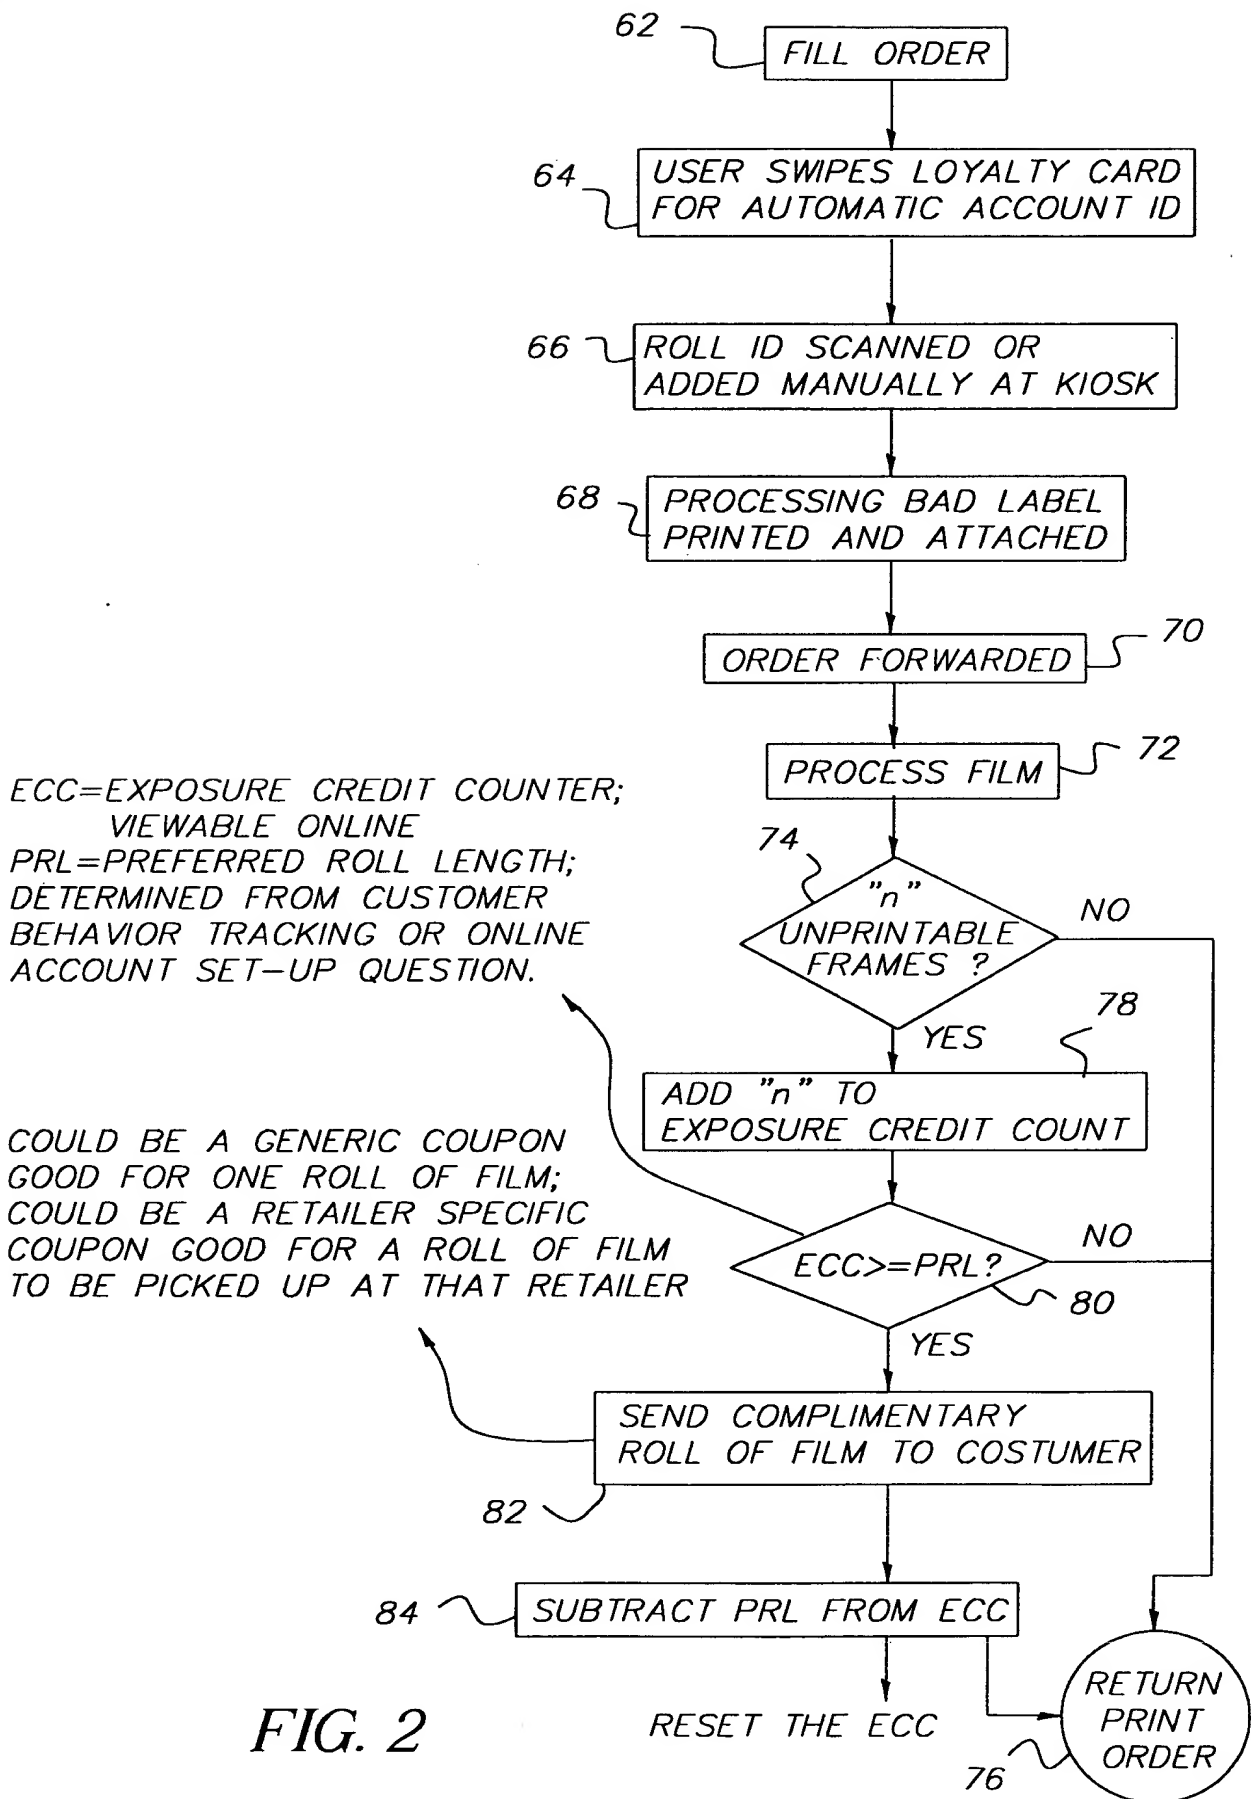 62
FILL ORDER
64
USER SWIPES LOYALTY CARD
FOR AUTOMATIC ACCOUNT ID
66
ROLL ID SCANNED OR
ADDED MANUALLY AT KIOSK
68
PROCESSING BAD LABEL
PRINTED AND ATTACHED
70
ORDER FORWARDED
72
PROCESS FILM
ECC=EXPOSURE CREDIT COUNTER;
VIEWABLE ONLINE
PRL=PREFERRED ROLL LENGTH;
DETERMINED FROM CUSTOMER
BEHAVIOR TRACKING OR ONLINE
ACCOUNT SET-UP QUESTION.
74
"n"
UNPRINTABLE
FRAMES ?
NO
YES
78
ADD "n" TO
EXPOSURE CREDIT COUNT
COULD BE A GENERIC COUPON
GOOD FOR ONE ROLL OF FILM;
COULD BE A RETAILER SPECIFIC
COUPON GOOD FOR A ROLL OF FILM
TO BE PICKED UP AT THAT RETAILER
ECC>=PRL?
NO
80
YES
SEND COMPLIMENTARY
ROLL OF FILM TO COSTUMER
82
84
SUBTRACT PRL FROM ECC
RESET THE ECC
RETURN
PRINT
ORDER
76
FIG. 2